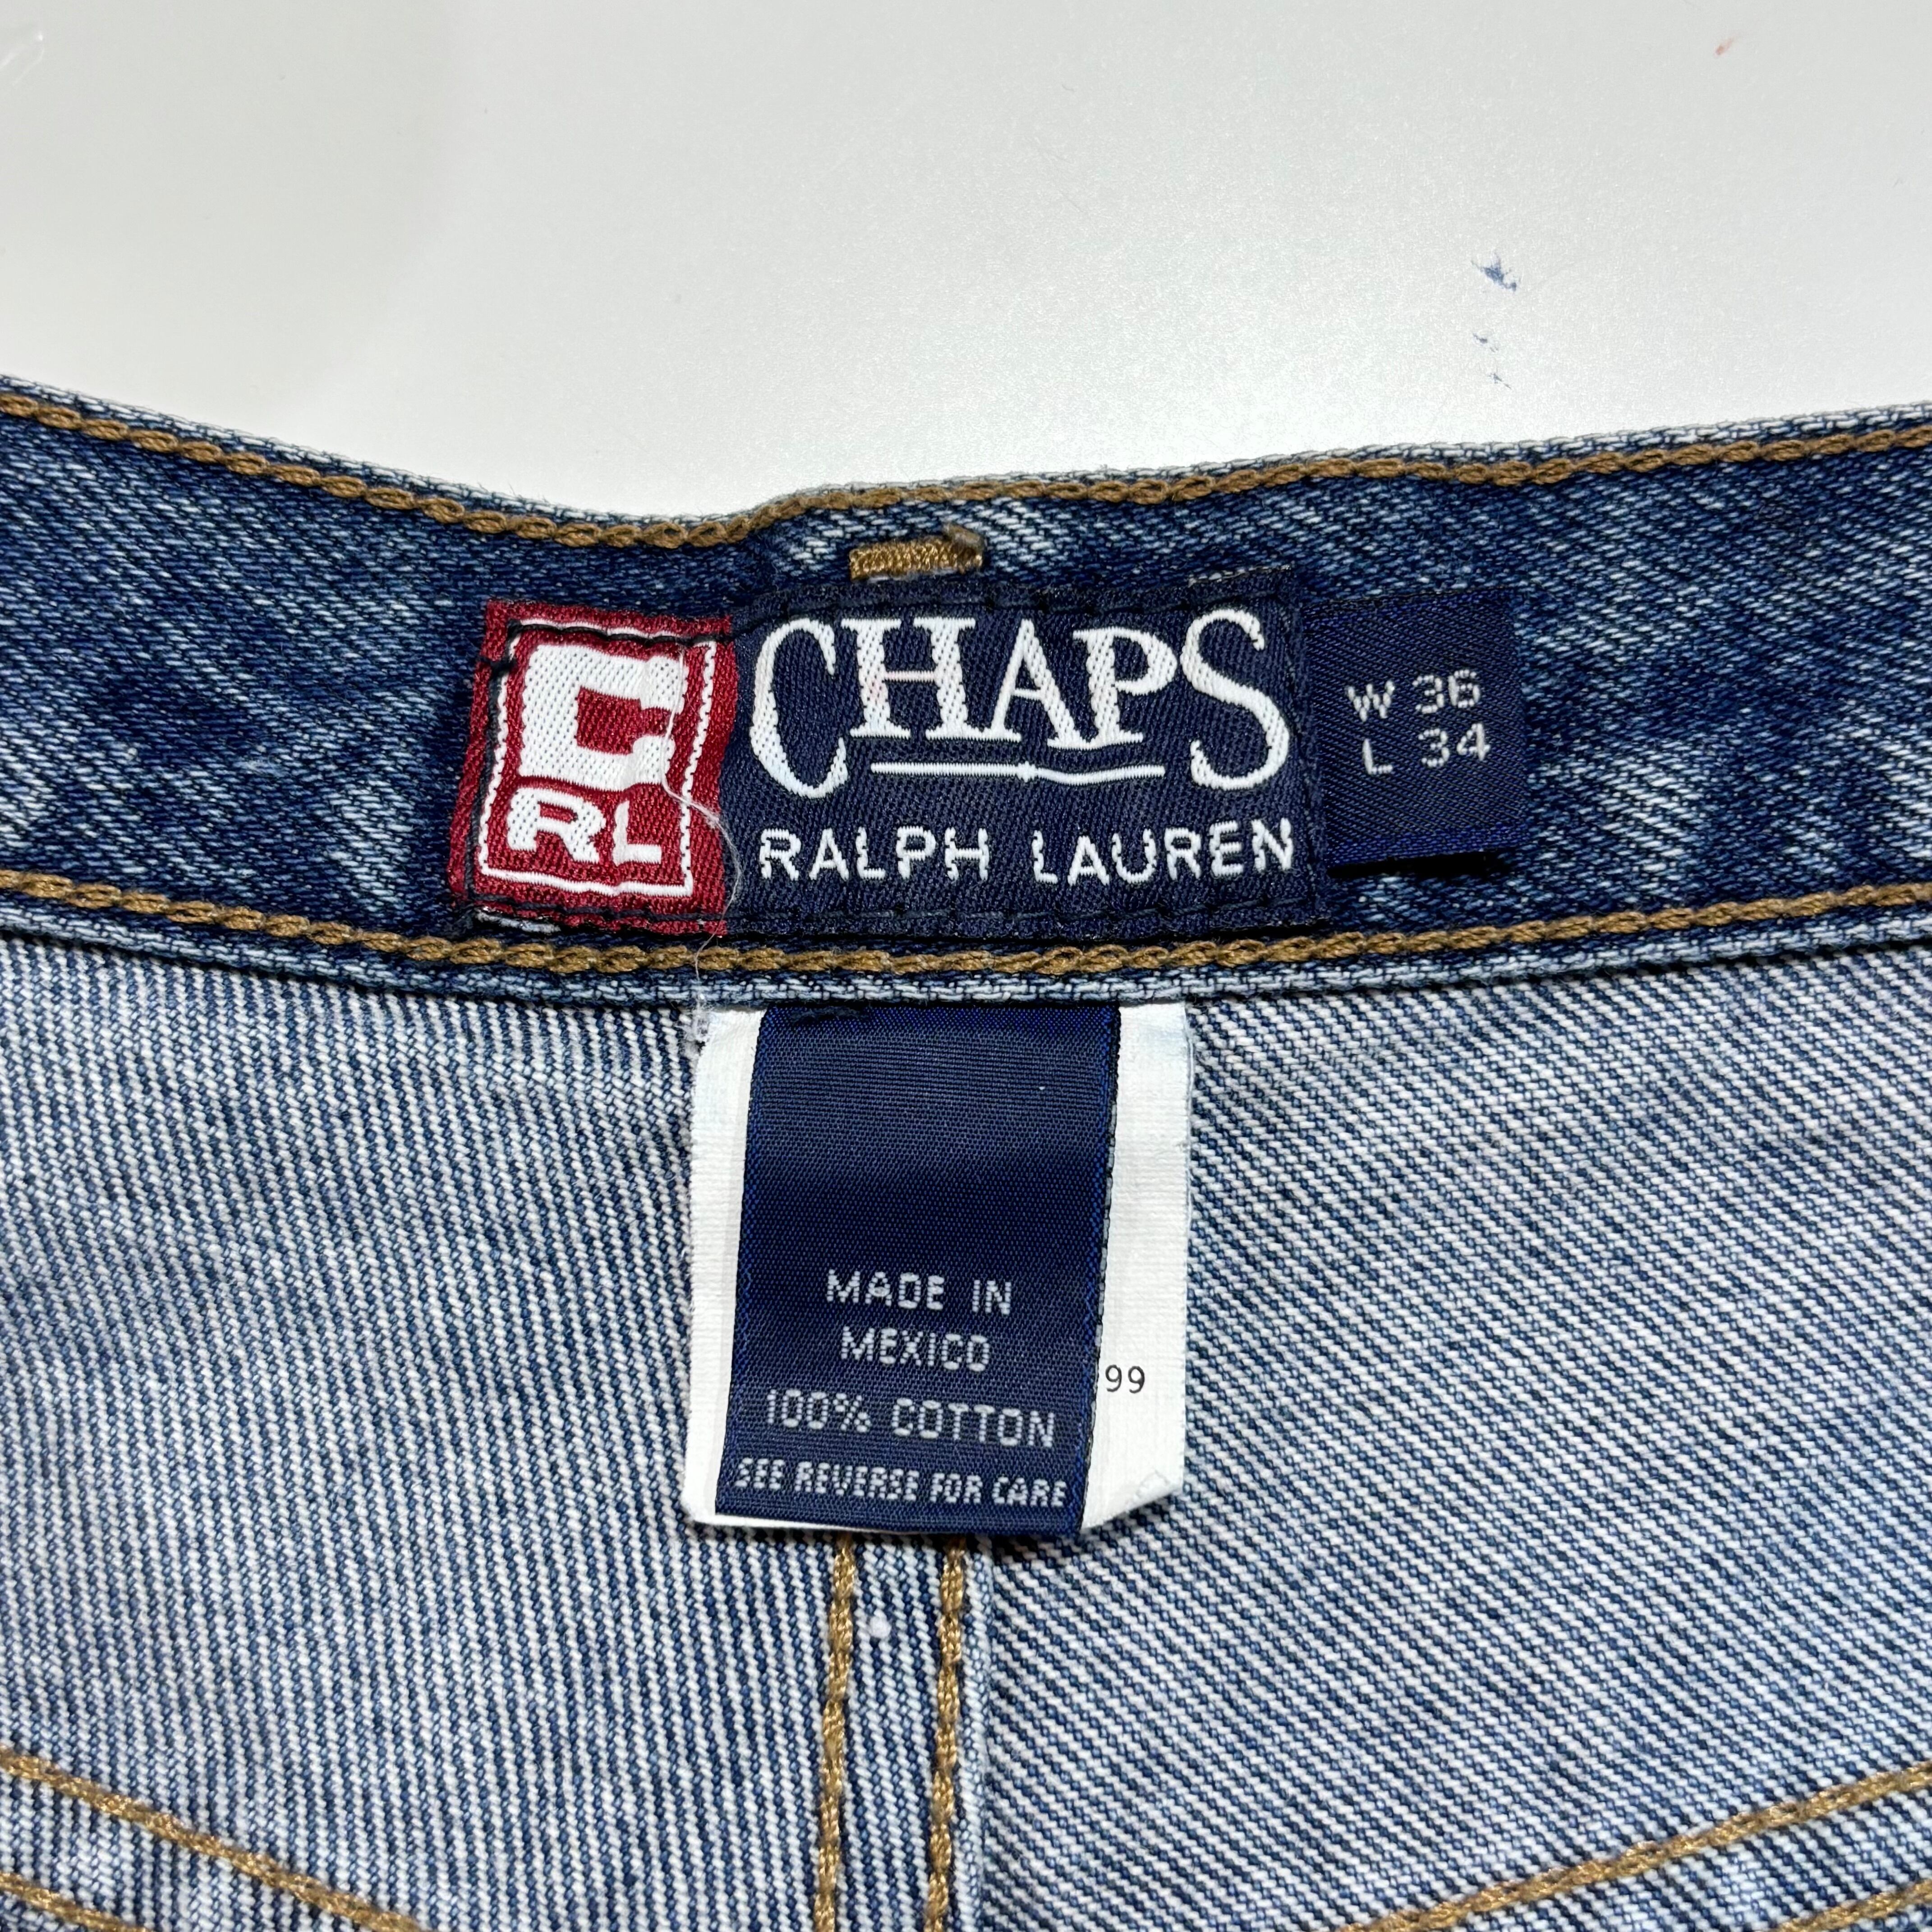 C
RL
CHAPS
RALPH LAUREN
W 36
L 34
MADE IN
MEXICO
99
100% COTTON
SEE REVERSE FOR CARE